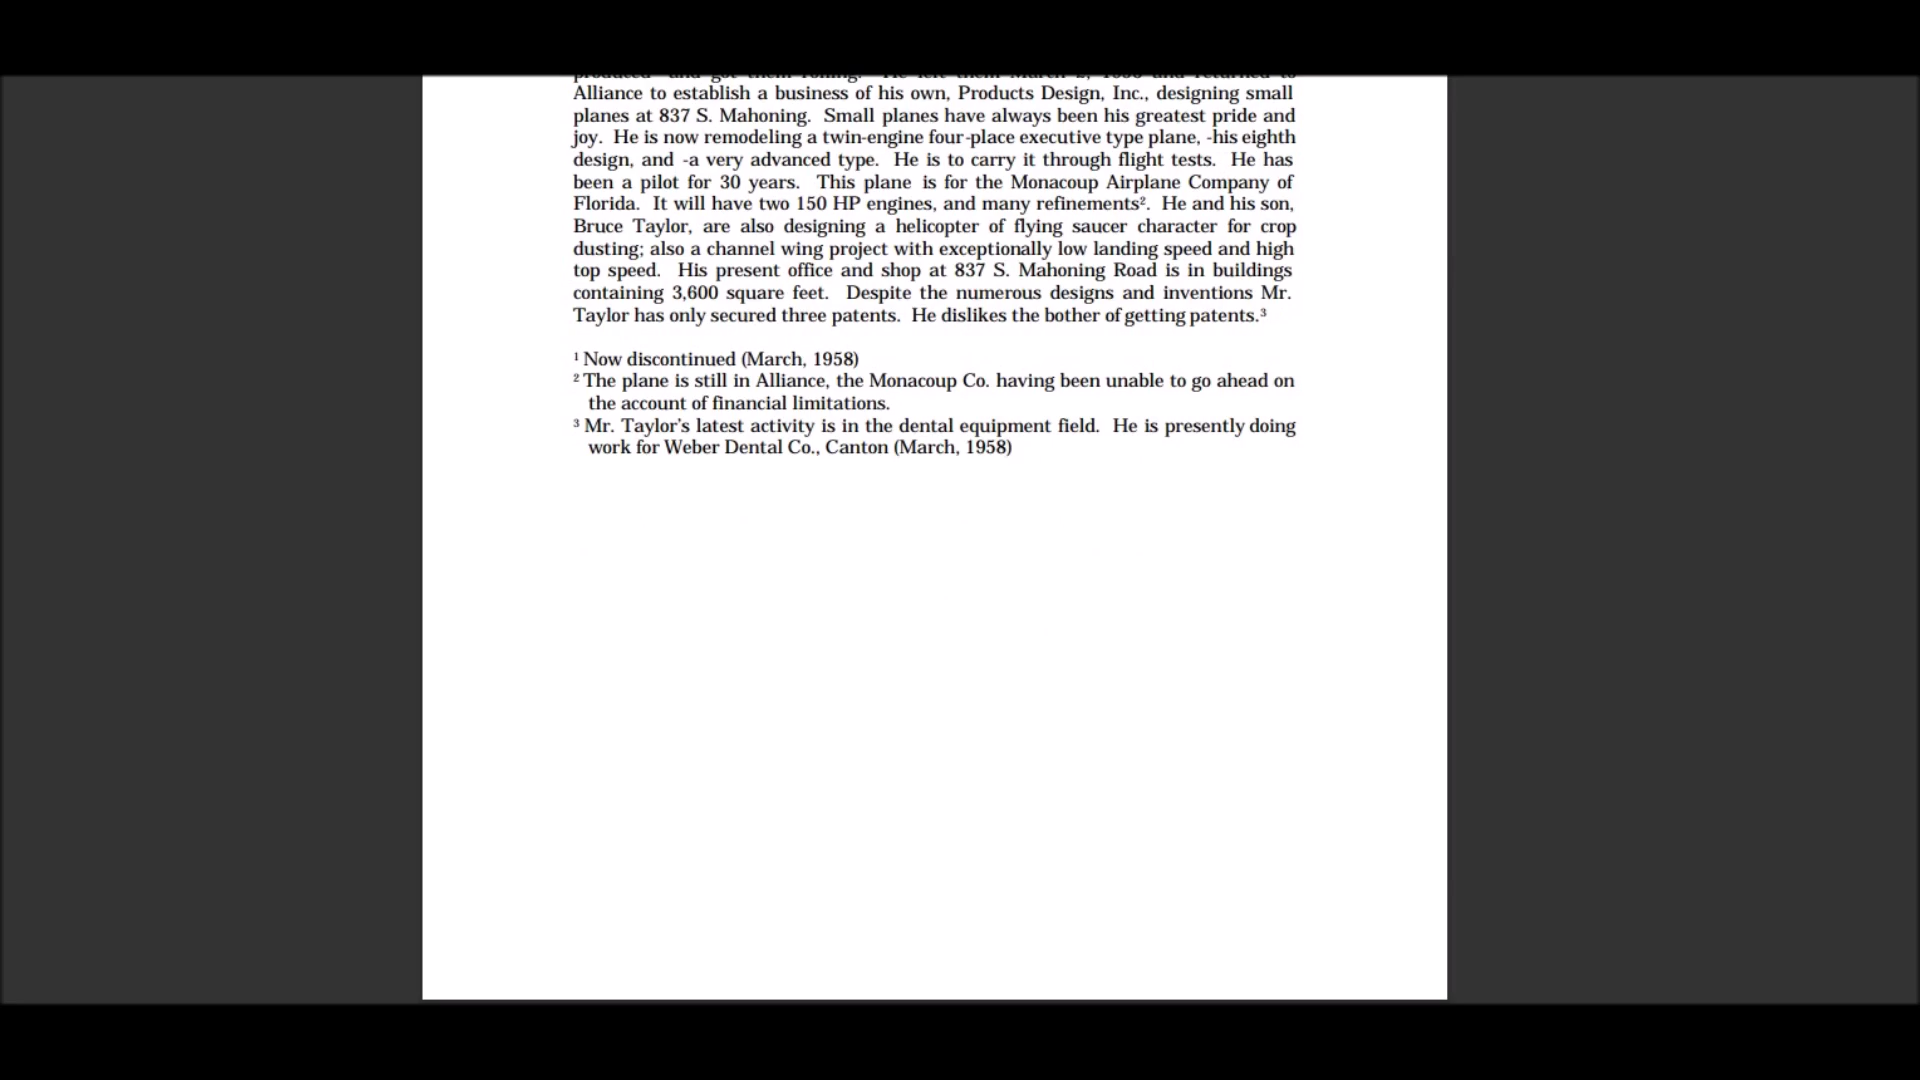 Alliance to establish a business of his own, Products Design, Inc., designing small
planes at 837 S. Mahoning. Small planes have always been his greatest pride and
joy. He is now remodeling a twin-engine four-place executive type plane, -his eighth
design, and -a very advanced type. He is to carry it through flight tests. He has
been a pilot for 30 years. This plane is for the Monacoup Airplane Company of
Florida. It will have two 150 HP engines, and many refinements². He and his son,
Bruce Taylor, are also designing a helicopter of flying saucer character for crop
dusting; also a channel wing project with exceptionally low landing speed and high
top speed. His present office and shop at 837 S. Mahoning Road is in buildings
containing 3,600 square feet. Despite the numerous designs and inventions Mr.
Taylor has only secured three patents. He dislikes the bother of getting patents.³
¹ Now discontinued (March, 1958)
² The plane is still in Alliance, the Monacoup Co. having been unable to go ahead on
the account of financial limitations.
³ Mr. Taylor's latest activity is in the dental equipment field. He is presently doing
work for Weber Dental Co., Canton (March, 1958)